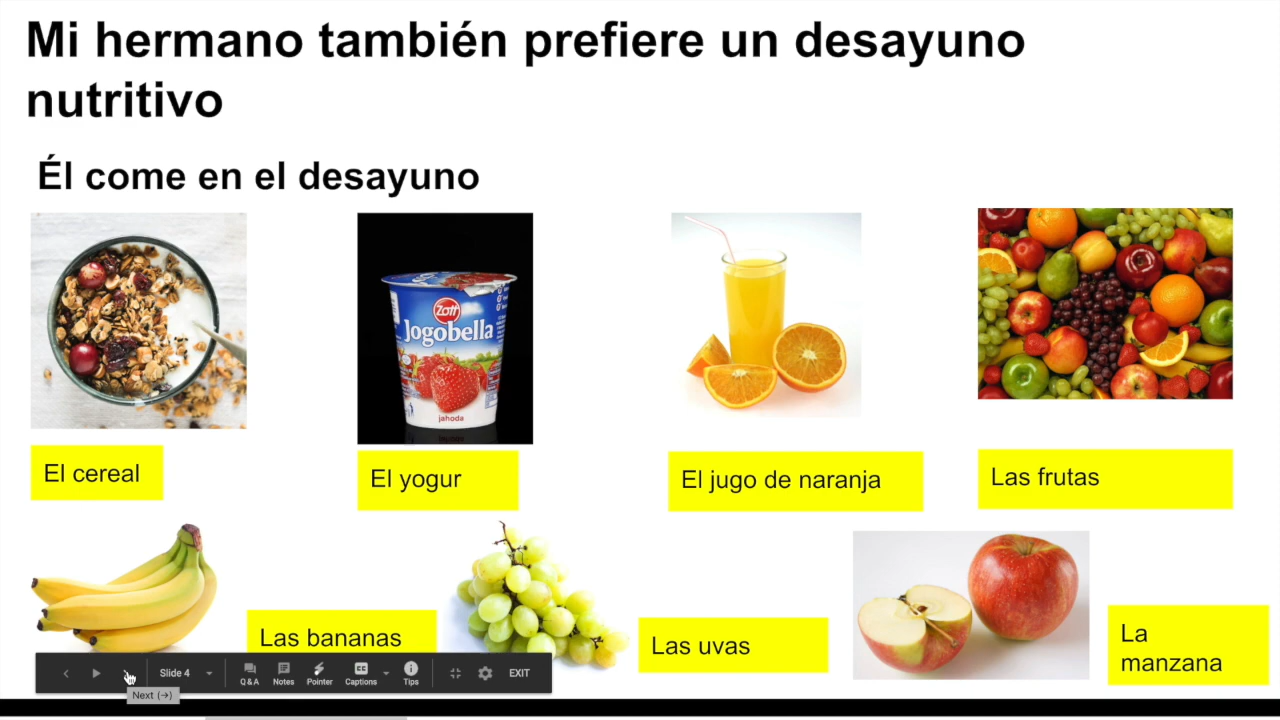 Mi hermano también prefiere un desayuno
nutritivo
Él come en el desayuno
Zott
Jogobella
jahoda
El cereal
El yogur
El jugo de naranja
Las frutas
Las bananas
Las uvas
La
manzana
Slide 4
Q & A
Notes
Pointer
Captions
Tips
EXIT
Next (→)